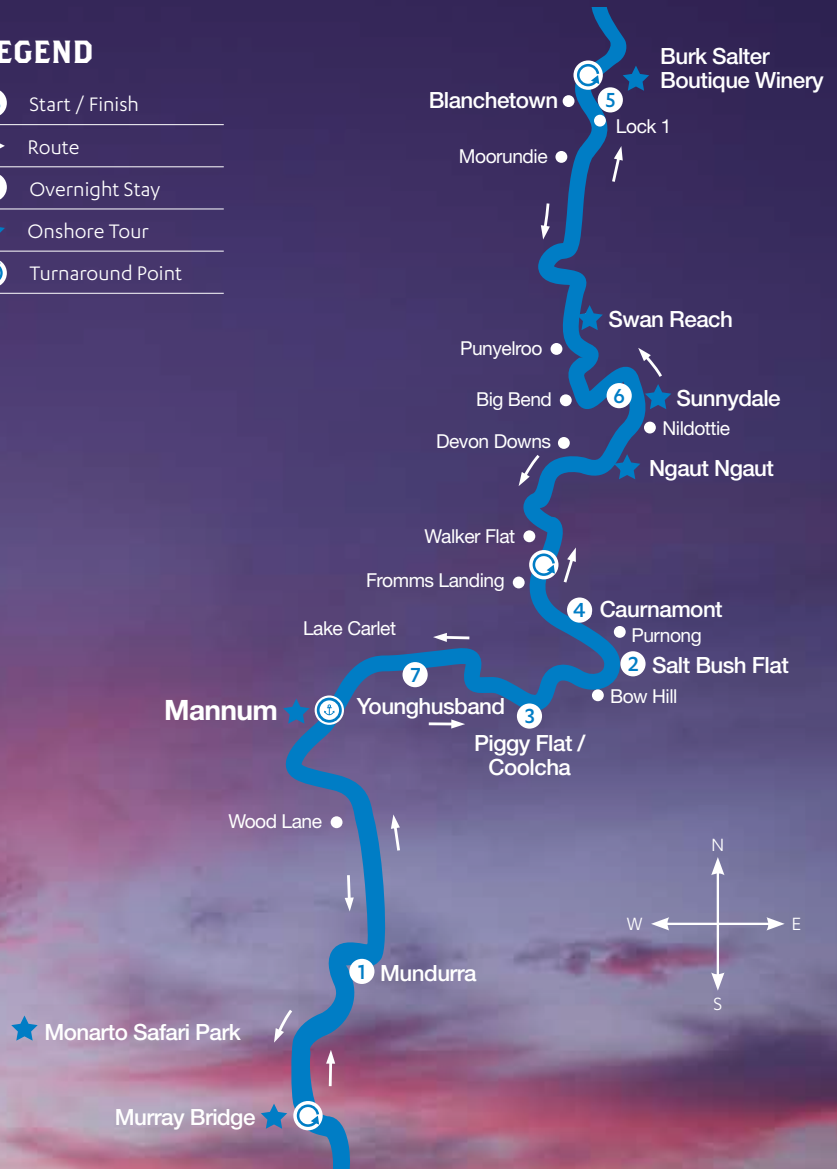 EGEND
Start / Finish
Route
Overnight Stay
Onshore Tour
Turnaround Point
Burk Salter
Boutique Winery
Blanchetown
5
Lock 1
Moorundie
Swan Reach
Punyelroo
Big Bend
6
Sunnydale
Nildottie
Devon Downs
Ngaut Ngaut
Walker Flat
Fromms Landing
4 Caurnamont
Purnong
Lake Carlet
2 Salt Bush Flat
7
Bow Hill
Mannum
Younghusband
3
Piggy Flat /
Coolcha
Wood Lane
N
W E
S
1 Mundurra
Monarto Safari Park
Murray Bridge